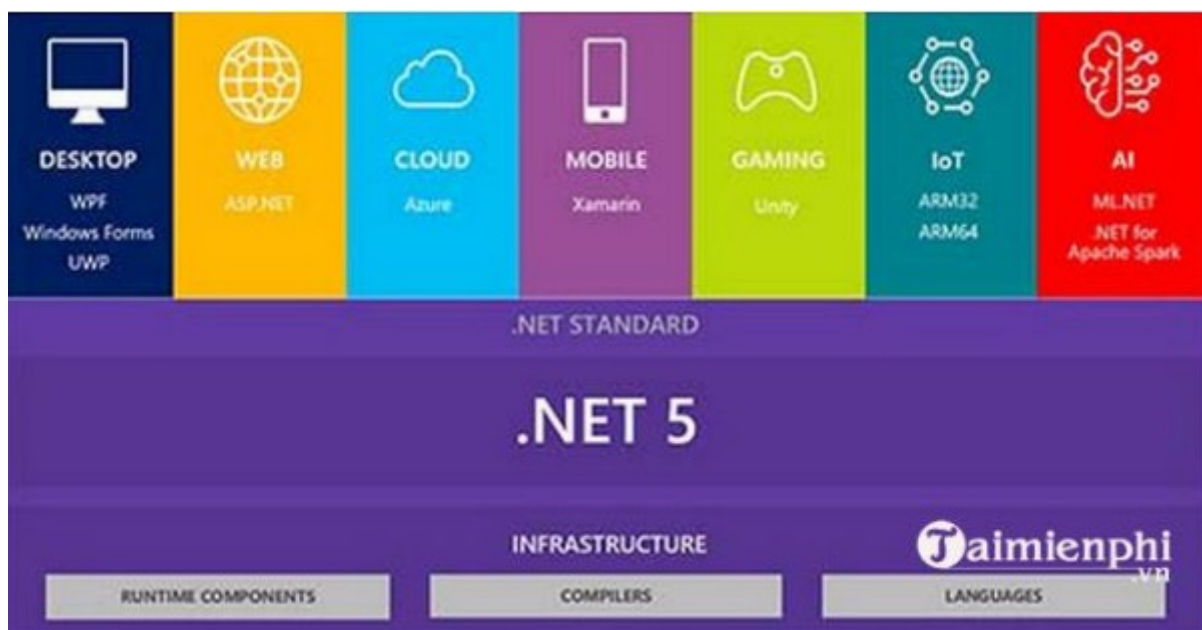 DESKTOP
WPF
Windows Forms
UWP
WEB
ASP.NET
CLOUD
Azure
MOBILE
Xamarin
GAMING
Unity
IoT
ARM32
ARM64
AI
ML.NET
.NET for
Apache Spark
.NET STANDARD
.NET 5
INFRASTRUCTURE
RUNTIME COMPONENTS
COMPILERS
LANGUAGES
Taimienphi
.vn